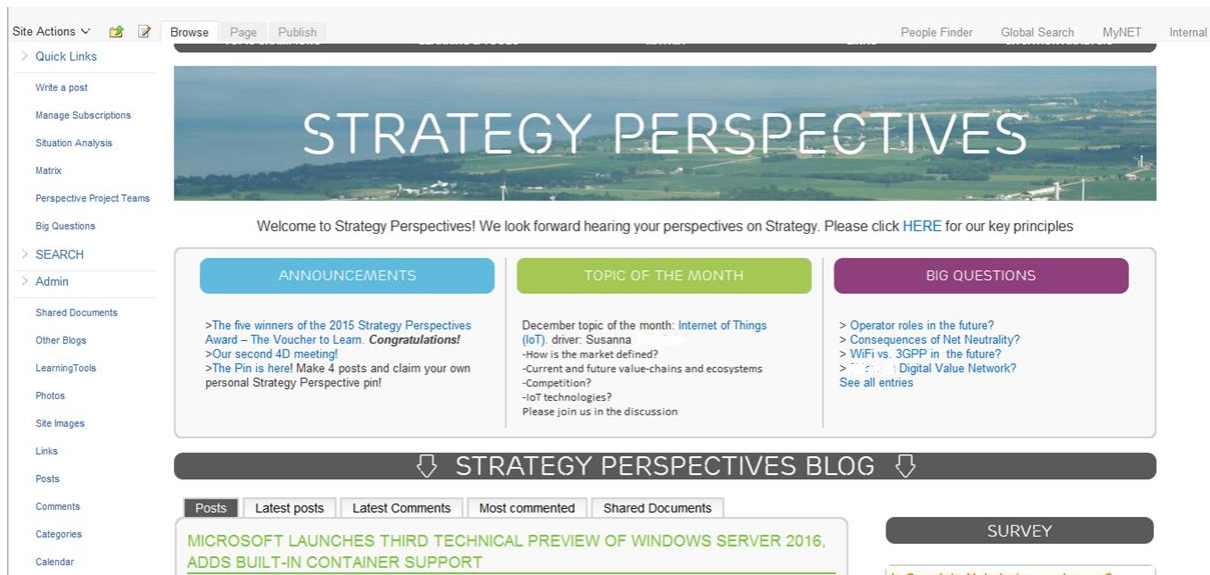 Site Actions
Browse
Page
Publish
People Finder
Global Search
MyNET
Internal
Quick Links
Write a post
Manage Subscriptions
Situation Analysis
Matrix
Perspective Project Teams
Big Questions
SEARCH
Admin
Shared Documents
Other Blogs
LearningTools
Photos
Site Images
Links
Posts
Comments
Categories
Calendar
STRATEGY PERSPECTIVES
Welcome to Strategy Perspectives! We look forward hearing your perspectives on Strategy. Please click HERE for our key principles
ANNOUNCEMENTS
>The five winners of the 2015 Strategy Perspectives
Award – The Voucher to Learn. Congratulations!
>Our second 4D meeting!
>The Pin is here! Make 4 posts and claim your own
personal Strategy Perspective pin!
TOPIC OF THE MONTH
December topic of the month: Internet of Things
(IoT). driver: Susanna
-How is the market defined?
-Current and future value-chains and ecosystems
-Competition?
-IoT technologies?
Please join us in the discussion
BIG QUESTIONS
> Operator roles in the future?
> Consequences of Net Neutrality?
> WiFi vs. 3GPP in the future?
> Digital Value Network?
See all entries
STRATEGY PERSPECTIVES BLOG
Posts
Latest posts
Latest Comments
Most commented
Shared Documents
MICROSOFT LAUNCHES THIRD TECHNICAL PREVIEW OF WINDOWS SERVER 2016,
ADDS BUILT-IN CONTAINER SUPPORT
SURVEY